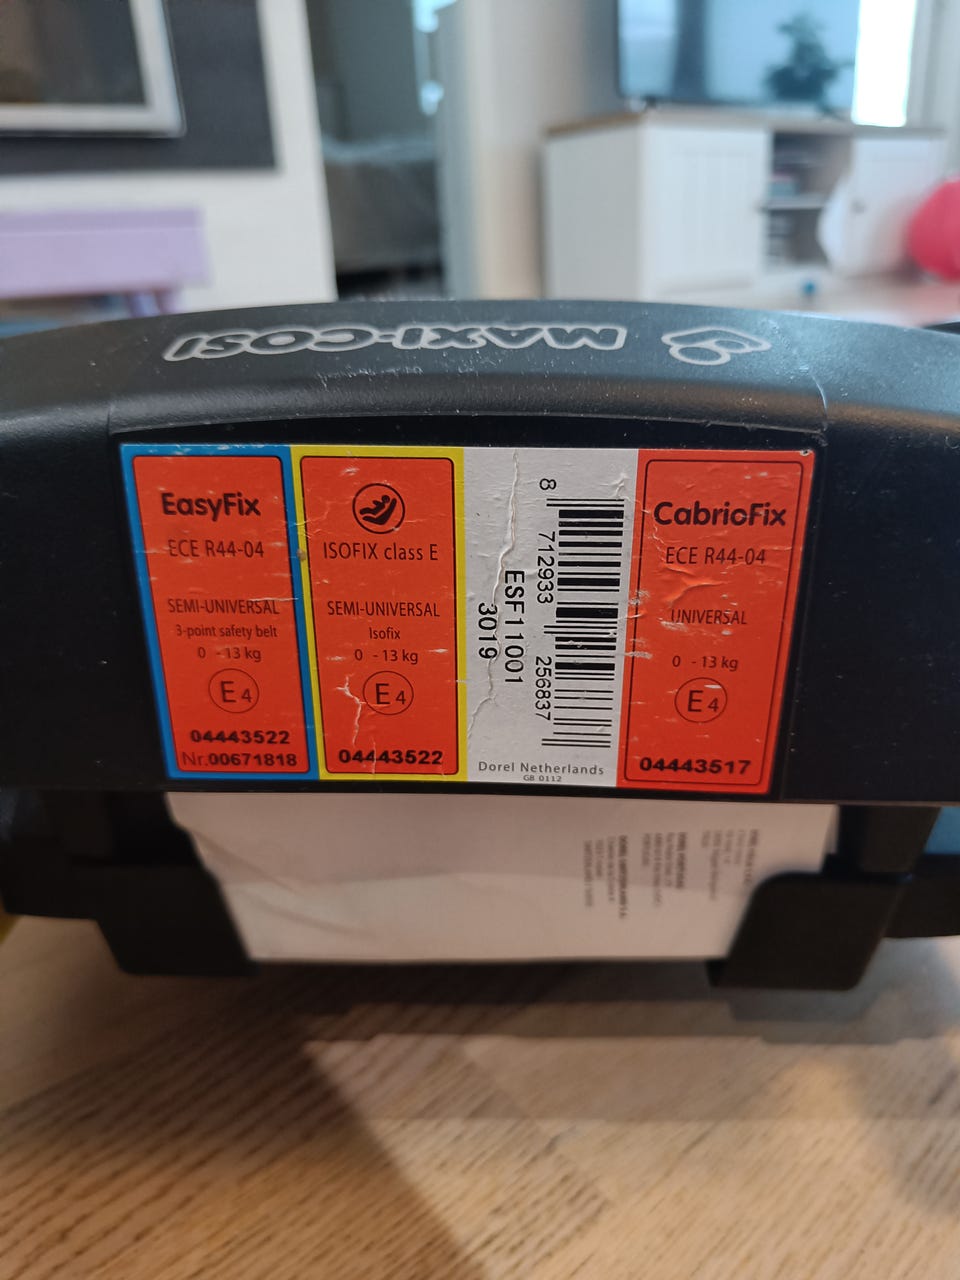 MAXI-COSI
EasyFix
ECE R44-04
SEMI-UNIVERSAL
3-point safety belt
0 - 13 kg
E4
04443522
Nr.00671818
ISOFIX class E
SEMI-UNIVERSAL
Isofix
0 - 13 kg
E4
04443522
8 712933 256837
ESF11001
3019
Dorel Netherlands
GB 0112
CabrioFix
ECE R44-04
UNIVERSAL
0 - 13 kg
E4
04443517